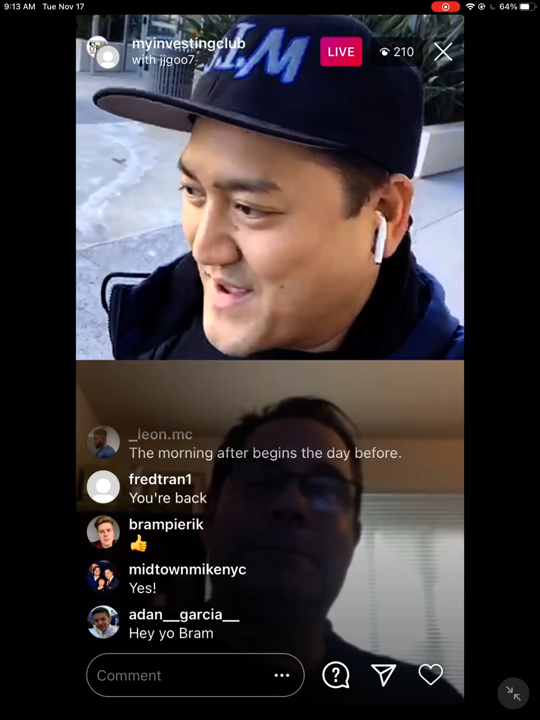 9:13 AM Tue Nov 17
64%
myinvestingclub
with jjgoo7
LIVE
210
_leon.mc
The morning after begins the day before.
fredtran1
You're back
brampierik
👍
midtownmikenyc
Yes!
adan__garcia__
Hey yo Bram
Comment